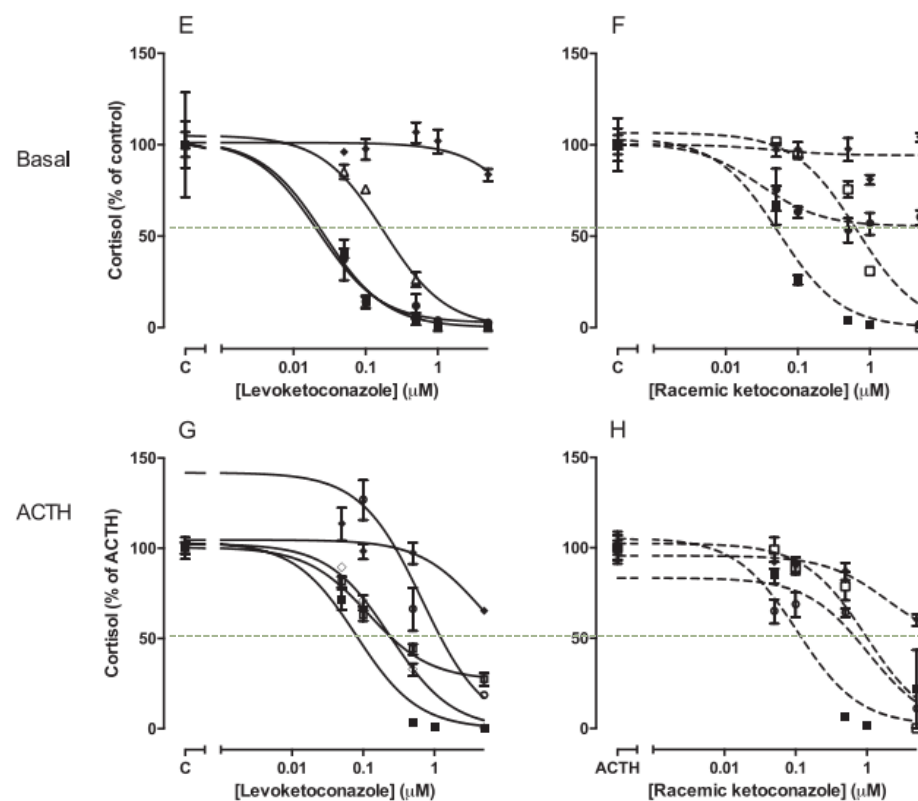 E
F
Basal
Cortisol (% of control)
150
100
50
0
C
0.01
0.1
1
[Levoketoconazole] (μM)
150
100
50
0
C
0.01
0.1
1
[Racemic ketoconazole] (μM)
G
H
ACTH
Cortisol (% of ACTH)
150
100
50
0
C
0.01
0.1
1
[Levoketoconazole] (μM)
150
100
50
0
ACTH
0.01
0.1
1
[Racemic ketoconazole] (μM)